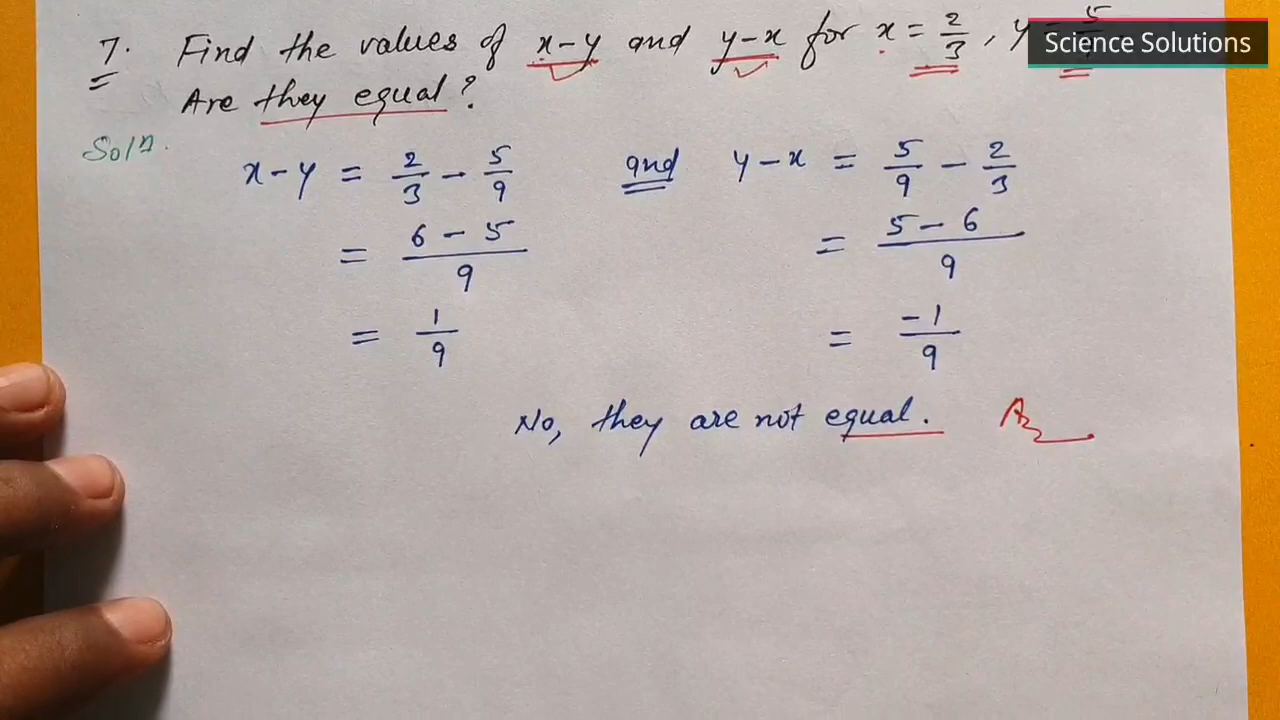 7. Find the values of x-y and y-x for x = 2/3, y = 5
Science Solutions
Are they equal?
Solⁿ.
x-y = 2/3 - 5/9 and y-x = 5/9 - 2/3
= 6-5/9 = 5-6/9
= 1/9 = -1/9
No, they are not equal. Ans